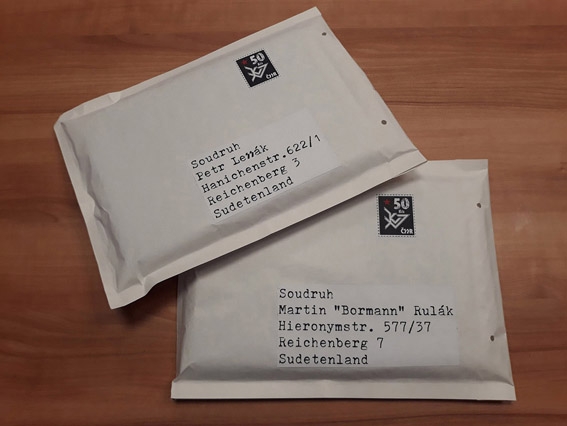 50
Soudruh
Petr
Hanichenstr.622/1
Reichenberg 3
Sudetenland
50
Soudruh
Martin "Bormann" Rulák
Hieronymstr. 577/37
Reichenberg 7
Sudetenland